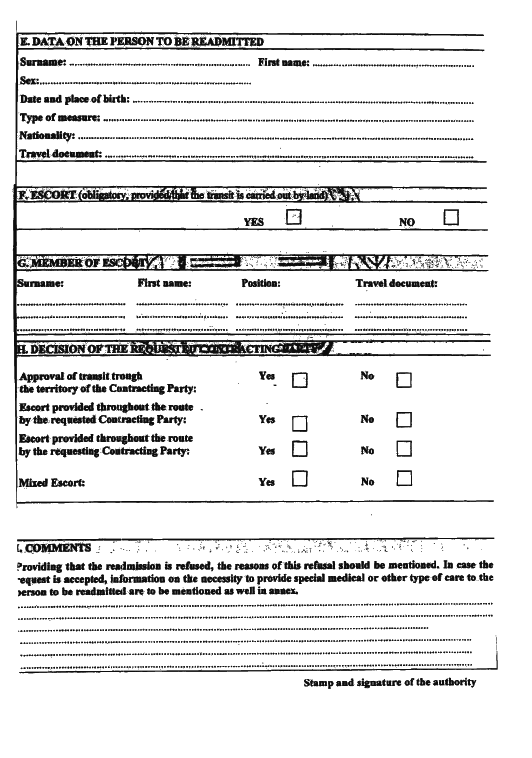 E. DATA ON THE PERSON TO BE READMITTED
Surname: First name:
Sex:
Date and place of birth:
Type of measure:
Nationality:
Travel document:
F. ESCORT (obligatory, provided that the transit is carried out by land)
YES NO
G. MEMBER OF ESCORT
Surname: First name: Position: Travel document:
H. DECISION OF THE REQUESTED CONTRACTING PARTY
Approval of transit trough
the territory of the Contracting Party: Yes No
Escort provided throughout the route
by the requested Contracting Party: Yes No
Escort provided throughout the route
by the requesting Contracting Party: Yes No
Mixed Escort: Yes No
I. COMMENTS
Providing that the readmission is refused, the reasons of this refusal should be mentioned. In case the
request is accepted, information on the necessity to provide special medical or other type of care to the
person to be readmitted are to be mentioned as well in annex.
Stamp and signature of the authority